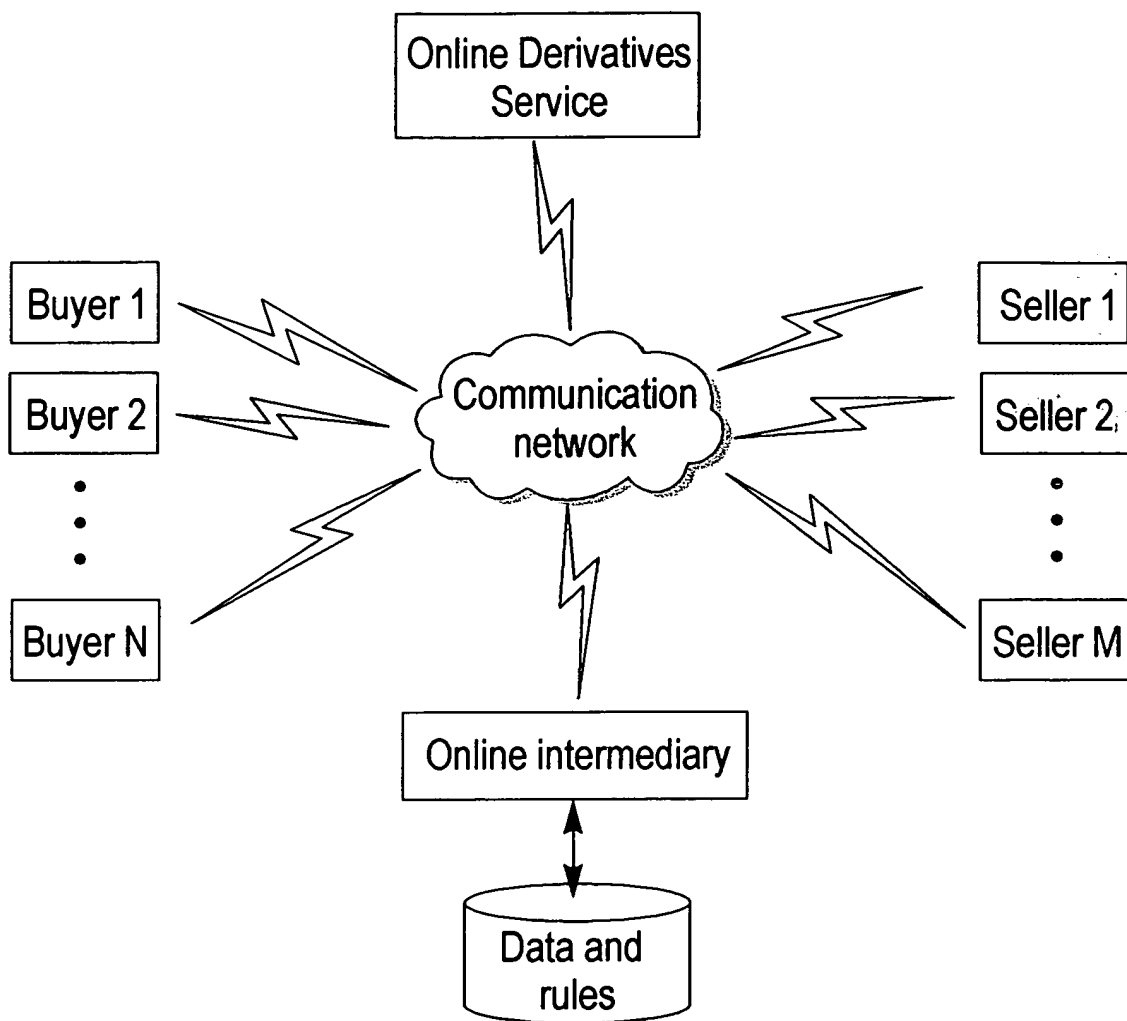 Online Derivatives
Service
Buyer 1
Seller 1
Communication
network
Buyer 2
Seller 2
Buyer N
Seller M
Online intermediary
Data and
rules